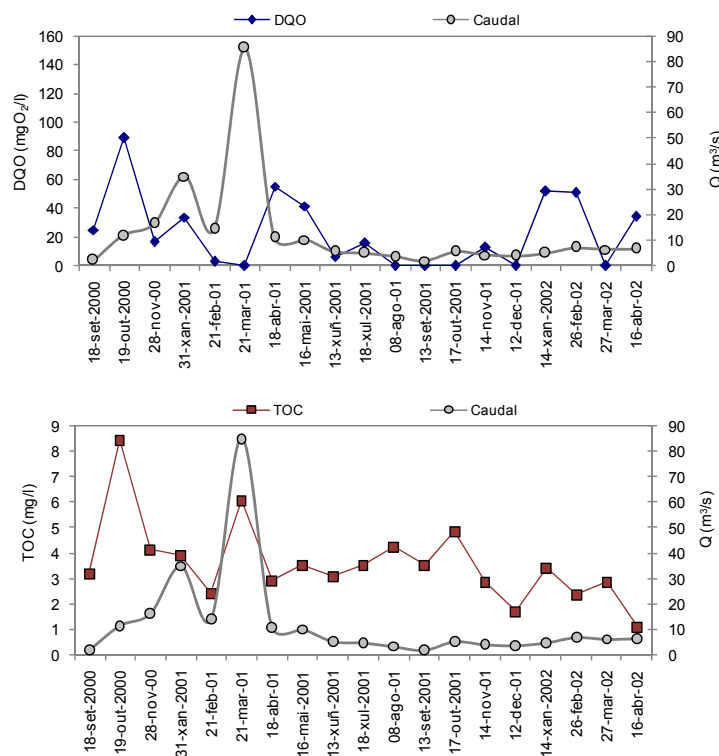 DQO Caudal
160 90
140 80
120 70
100 60
80 50
60 40
40 30
20 20
0 10
0
DQO (mgO2/l)
Q (m³/s)
18-set-2000
19-out-2000
28-nov-00
31-xan-2001
21-feb-01
21-mar-01
18-abr-01
16-mai-2001
13-xuñ-2001
18-xul-2001
08-ago-01
13-set-2001
17-out-2001
14-nov-01
12-dec-01
14-xan-2002
26-feb-02
27-mar-02
16-abr-02
TOC Caudal
9 90
8 80
7 70
6 60
5 50
4 40
3 30
2 20
1 10
0 0
TOC (mg/l)
Q (m³/s)
18-set-2000
19-out-2000
28-nov-00
31-xan-2001
21-feb-01
21-mar-01
18-abr-01
16-mai-2001
13-xuñ-2001
18-xul-2001
08-ago-01
13-set-2001
17-out-2001
14-nov-01
12-dec-01
14-xan-2002
26-feb-02
27-mar-02
16-abr-02